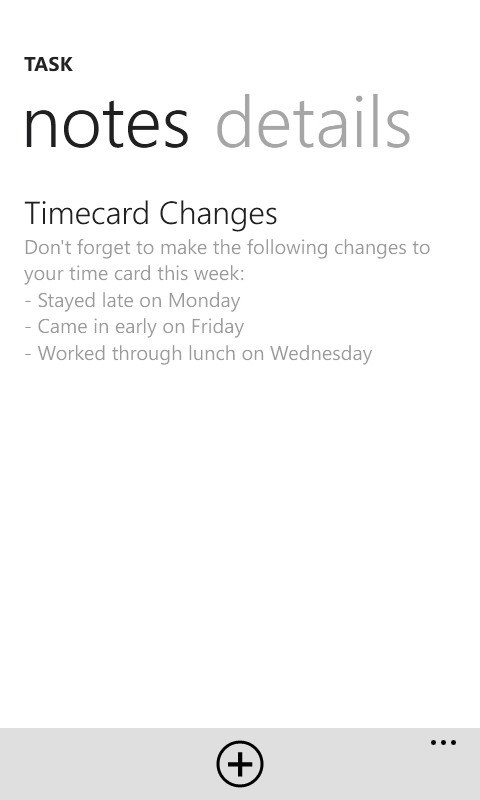 TASK
notes details
Timecard Changes
Don't forget to make the following changes to
your time card this week:
- Stayed late on Monday
- Came in early on Friday
- Worked through lunch on Wednesday